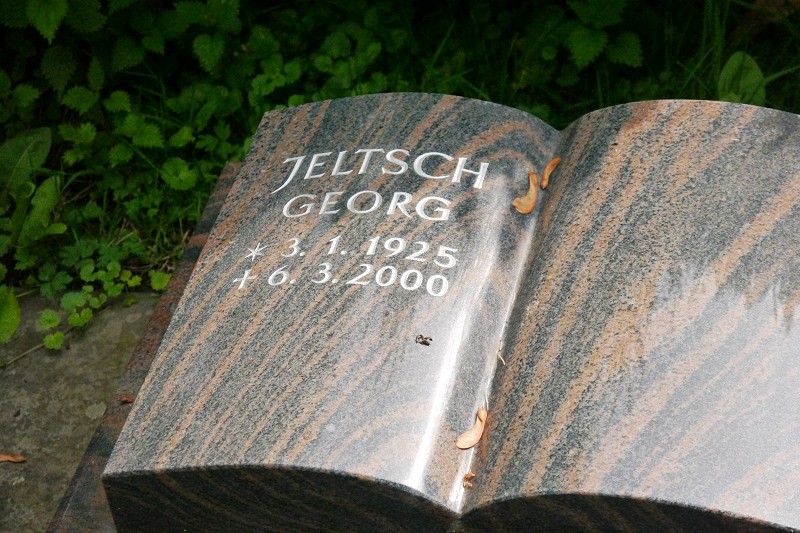 JELTSCH
GEORG
* 3. 1. 1925
+ 6. 3. 2000